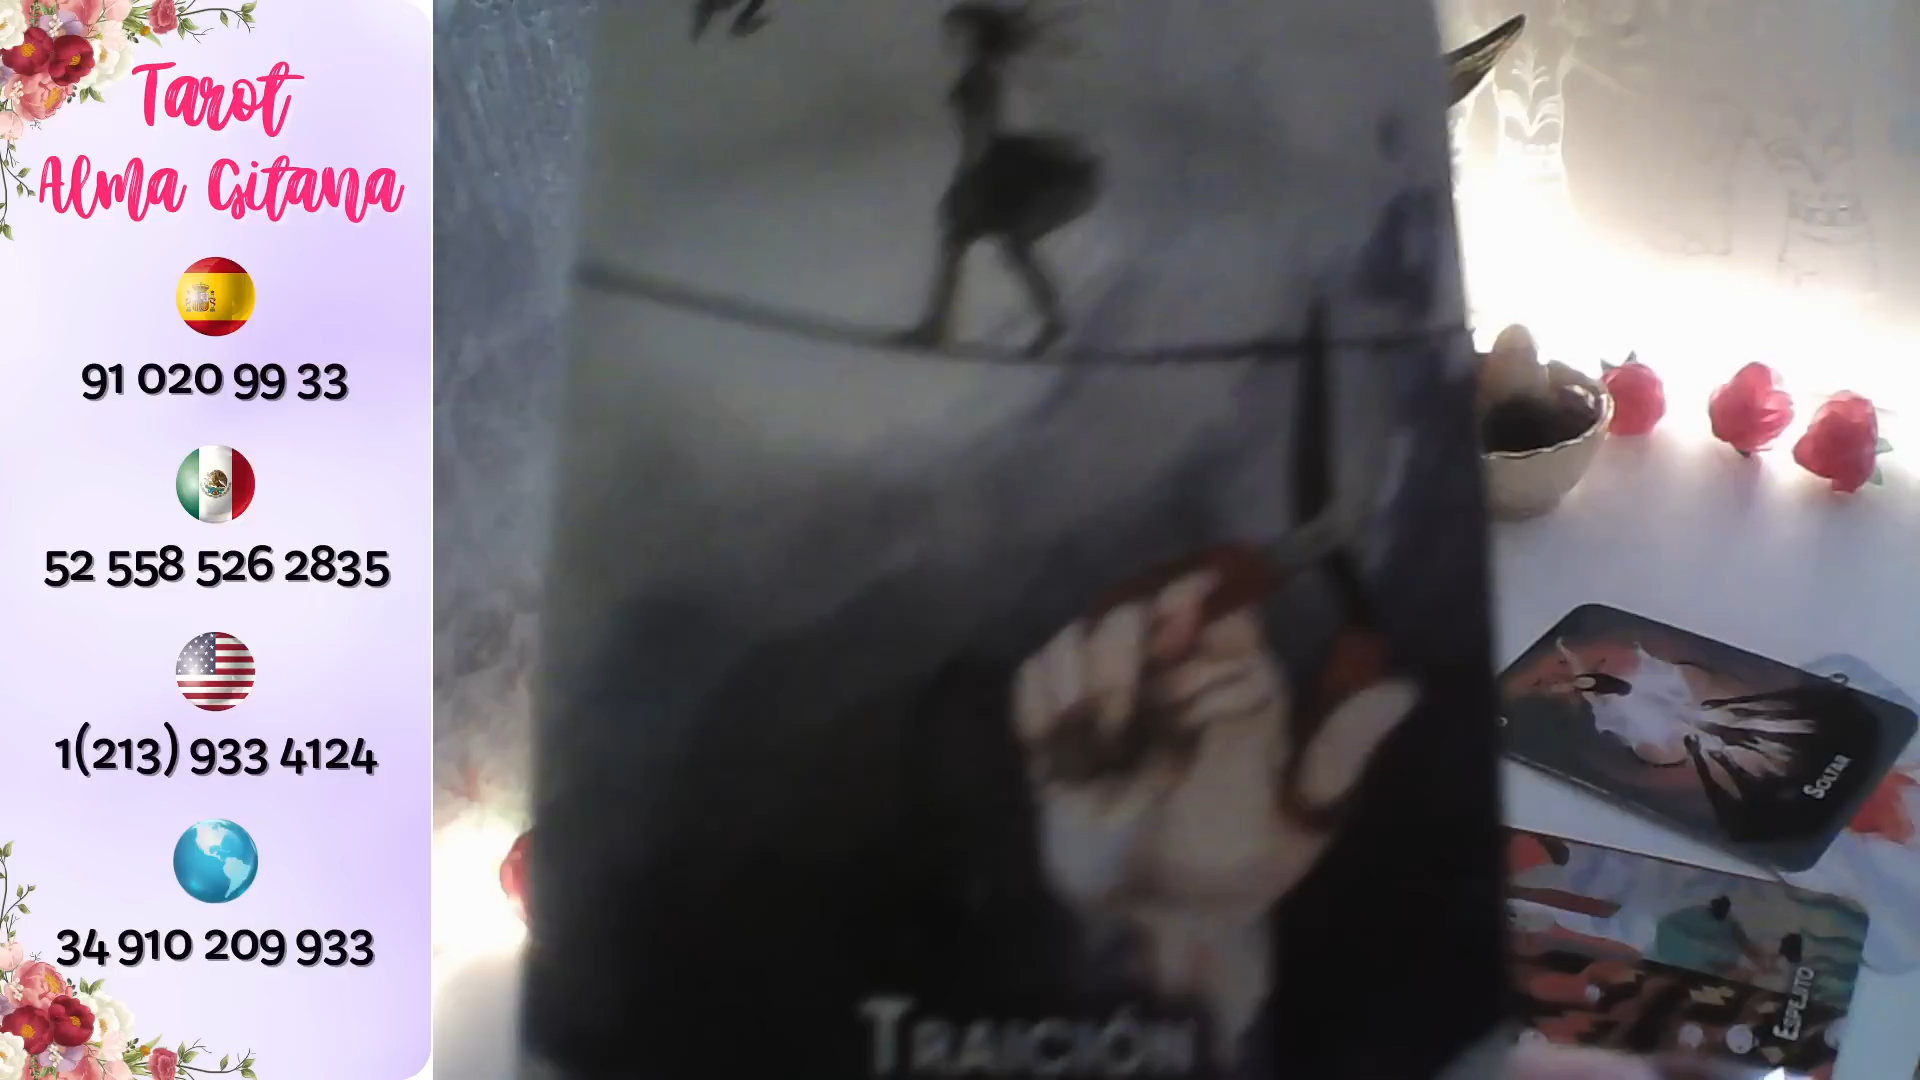 Tarot
Alma Gitana
91 020 99 33
52 558 526 2835
1(213) 933 4124
34 910 209 933
TRAICIÓN
SOLTAR
ESPEJITO